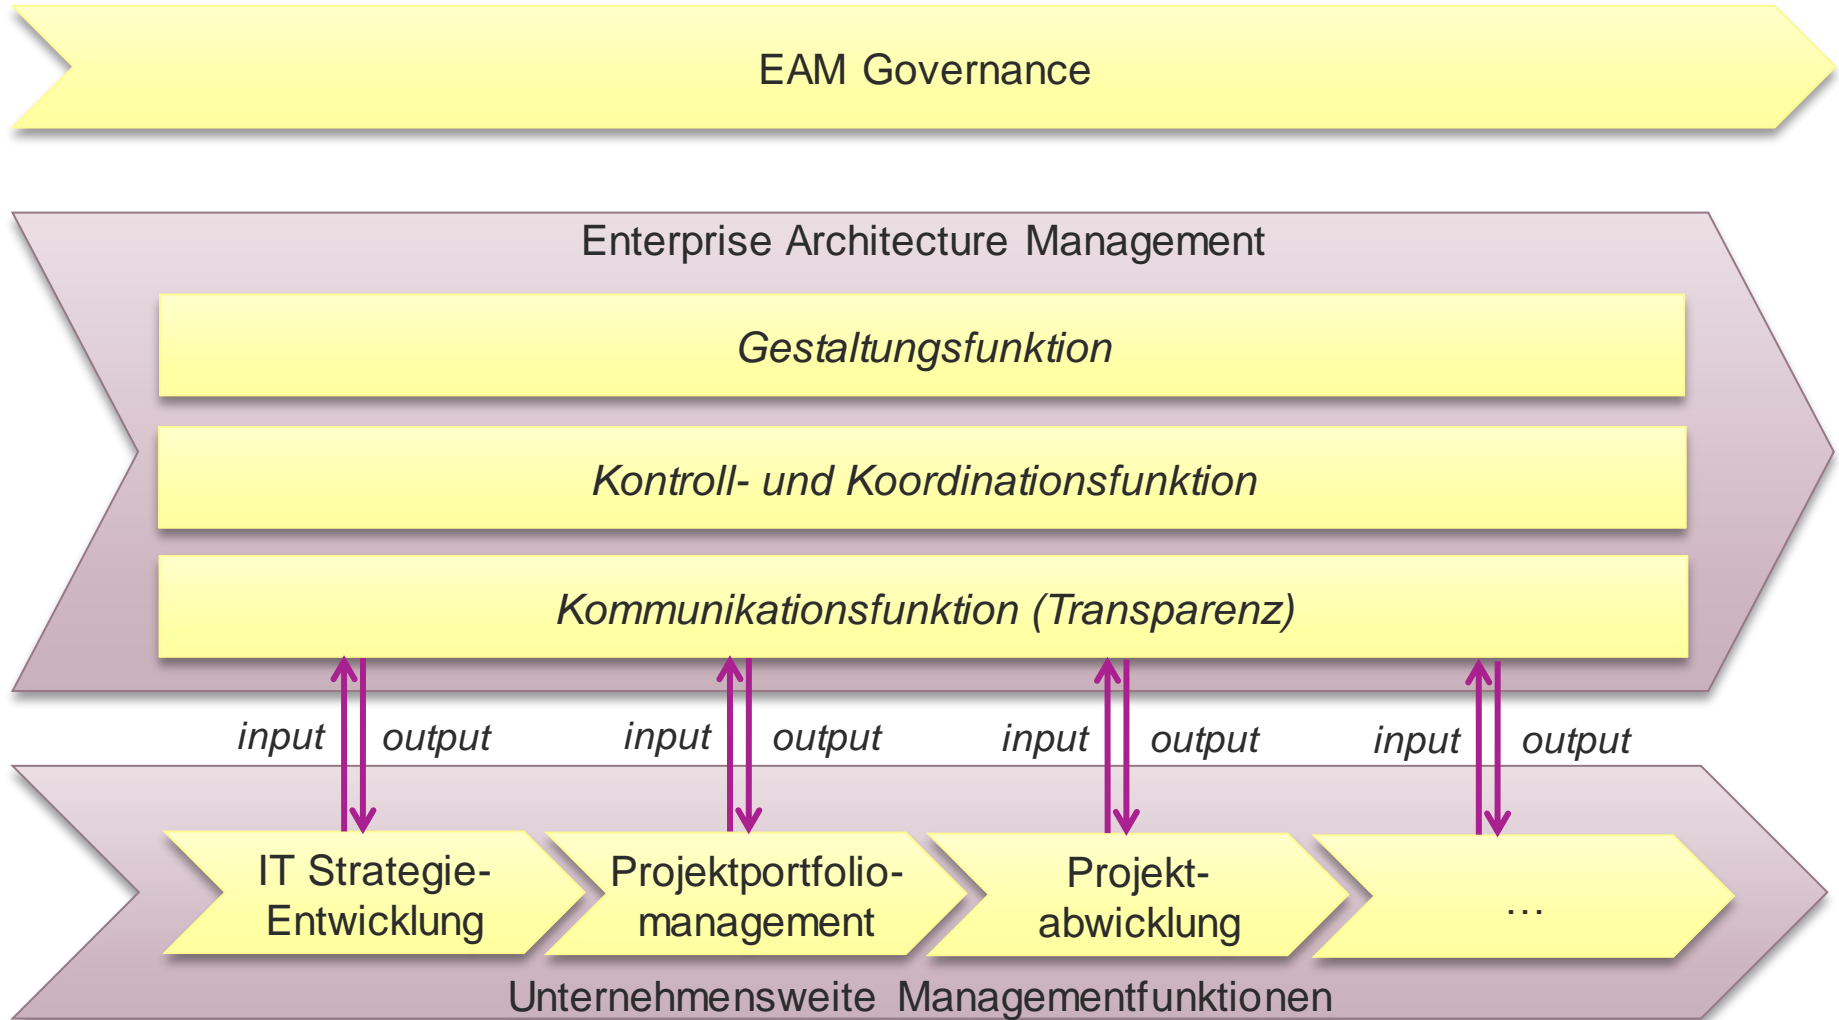 EAM Governance
Enterprise Architecture Management
Gestaltungsfunktion
Kontroll- und Koordinationsfunktion
Kommunikationsfunktion (Transparenz)
input output input output input output input output
IT Strategie-
Entwicklung
Projektportfolio-
management
Projekt-
abwicklung
...
Unternehmensweite Managementfunktionen